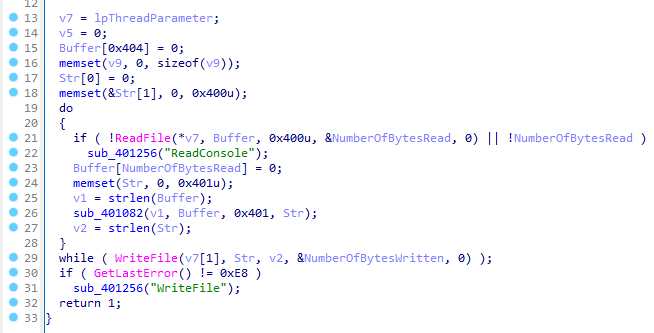 12
13 v7 = lpThreadParameter;
14 v5 = 0;
15 Buffer[0x404] = 0;
16 memset(v9, 0, sizeof(v9));
17 Str[0] = 0;
18 memset(&Str[1], 0, 0x400u);
19 do
20 {
21 if ( !ReadFile(*v7, Buffer, 0x400u, &NumberOfBytesRead, 0) || !NumberOfBytesRead )
22 sub_401256("ReadConsole");
23 Buffer[NumberOfBytesRead] = 0;
24 memset(Str, 0, 0x401u);
25 v1 = strlen(Buffer);
26 sub_401082(v1, Buffer, 0x401, Str);
27 v2 = strlen(Str);
28 }
29 while ( WriteFile(v7[1], Str, v2, &NumberOfBytesWritten, 0) );
30 if ( GetLastError() != 0xE8 )
31 sub_401256("WriteFile");
32 return 1;
33 }